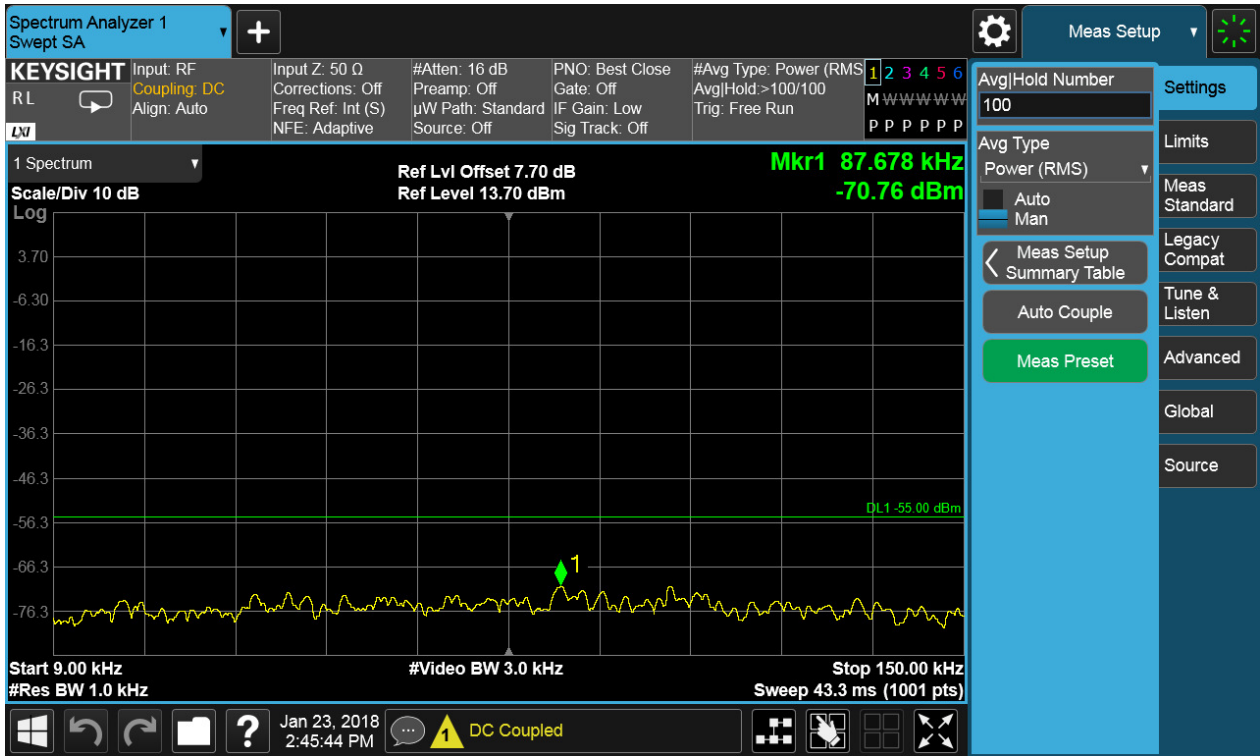 Spectrum Analyzer 1
Swept SA
+
Meas Setup
KEYSIGHT
R L
LXI
Input: RF
Coupling: DC
Align: Auto
Input Z: 50 Ω
Corrections: Off
Freq Ref: Int (S)
NFE: Adaptive
#Atten: 16 dB
Preamp: Off
µW Path: Standard
Source: Off
PNO: Best Close
Gate: Off
IF Gain: Low
Sig Track: Off
#Avg Type: Power (RMS
Avg|Hold:>100/100
Trig: Free Run
1 2 3 4 5 6
M W W W W W
P P P P P P
1 Spectrum
Scale/Div 10 dB
Log
Ref Lvl Offset 7.70 dB
Ref Level 13.70 dBm
Mkr1 87.678 kHz
-70.76 dBm
3.70
-6.30
-16.3
-26.3
-36.3
-46.3
-56.3
-66.3
-76.3
DL1 -55.00 dBm
1
Start 9.00 kHz
#Res BW 1.0 kHz
#Video BW 3.0 kHz
Stop 150.00 kHz
Sweep 43.3 ms (1001 pts)
Avg|Hold Number
100
Avg Type
Power (RMS)
Auto
Man
Meas Setup
Summary Table
Auto Couple
Meas Preset
Settings
Limits
Meas
Standard
Legacy
Compat
Tune &
Listen
Advanced
Global
Source
?
Jan 23, 2018
2:45:44 PM
1
DC Coupled